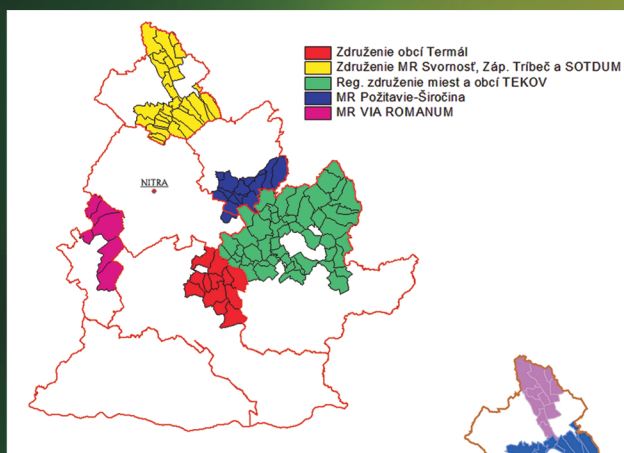 Združenie obcí Termál
Združenie MR Svornosť, Záp. Tríbeč a SOTDUM
Reg. združenie miest a obcí TEKOV
MR Požitavie-Širočina
MR VIA ROMANUM
NITRA